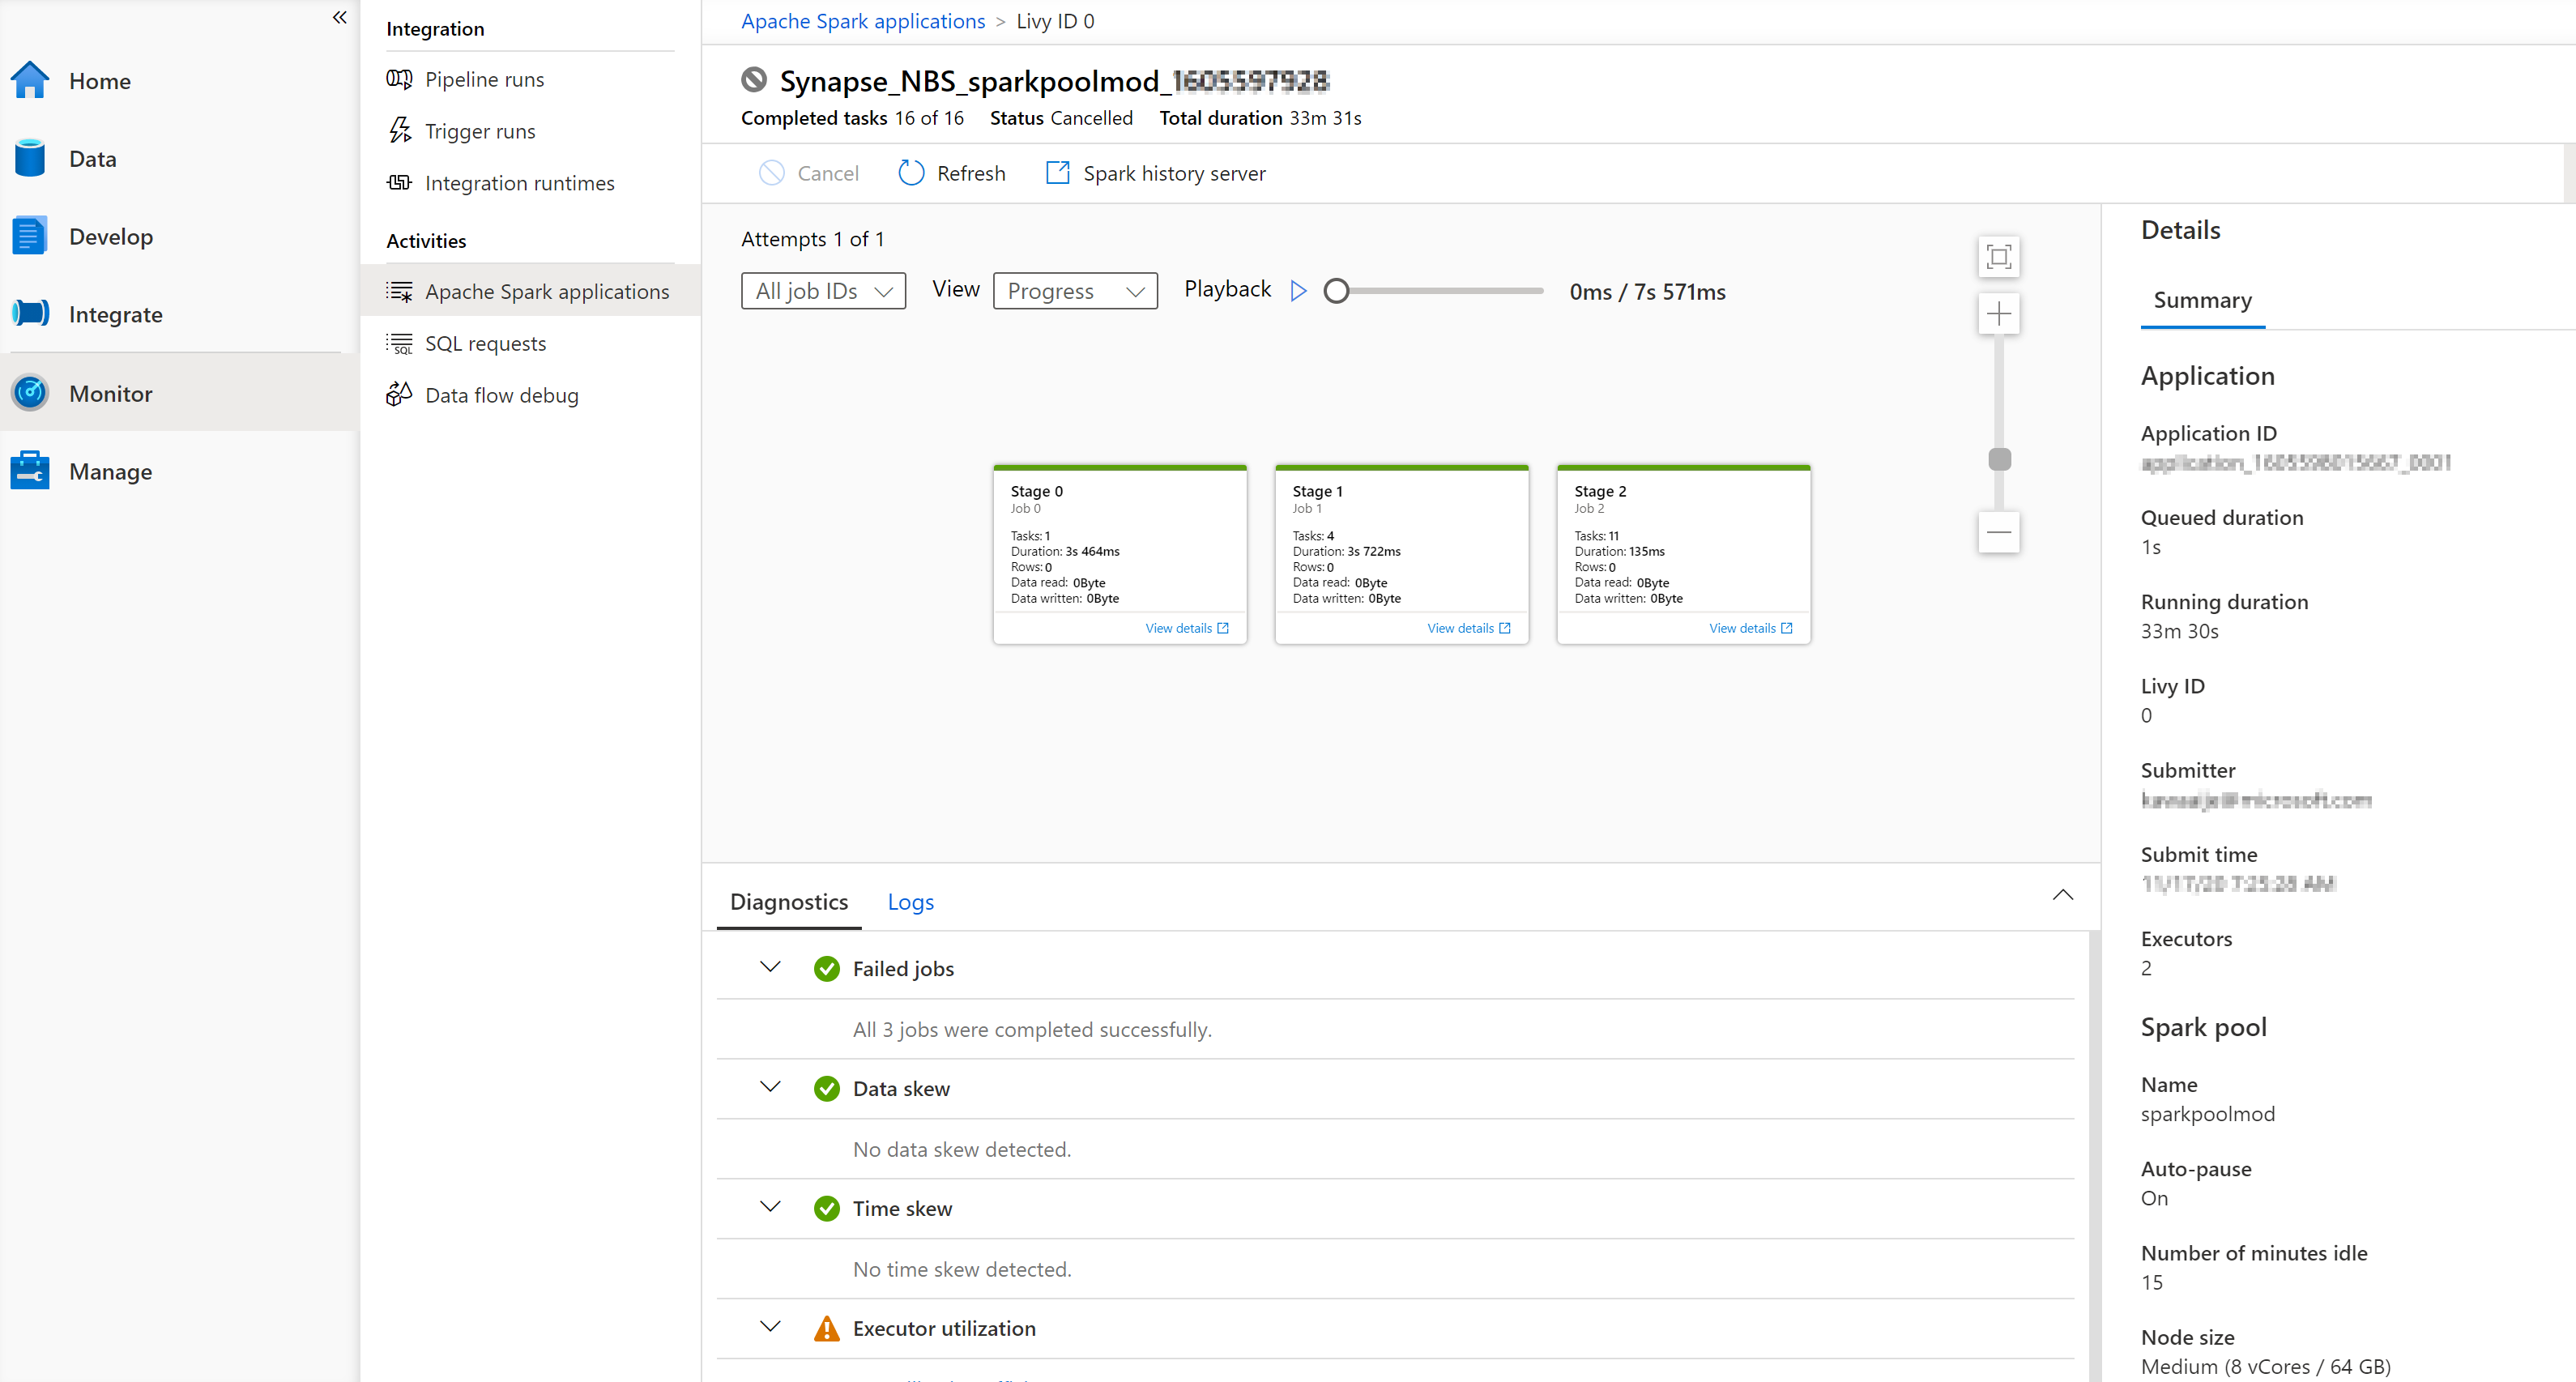 Home
Data
Develop
Integrate
Monitor
Manage
Integration
Pipeline runs
Trigger runs
Integration runtimes
Activities
Apache Spark applications
SQL requests
Data flow debug
Apache Spark applications > Livy ID 0
Synapse_NBS_sparkpoolmod_
Completed tasks 16 of 16 Status Cancelled Total duration 33m 31s
Cancel Refresh Spark history server
Attempts 1 of 1
All job IDs View Progress Playback 0ms / 7s 571ms
Stage 0
Job 0
Tasks: 1
Duration: 3s 464ms
Rows: 0
Data read: 0Byte
Data written: 0Byte
View details
Stage 1
Job 1
Tasks: 4
Duration: 3s 722ms
Rows: 0
Data read: 0Byte
Data written: 0Byte
View details
Stage 2
Job 2
Tasks: 11
Duration: 135ms
Rows: 0
Data read: 0Byte
Data written: 0Byte
View details
Diagnostics Logs
Failed jobs
All 3 jobs were completed successfully.
Data skew
No data skew detected.
Time skew
No time skew detected.
Executor utilization
Details
Summary
Application
Application ID
Queued duration
1s
Running duration
33m 30s
Livy ID
0
Submitter
Submit time
Executors
2
Spark pool
Name
sparkpoolmod
Auto-pause
On
Number of minutes idle
15
Node size
Medium (8 vCores / 64 GB)